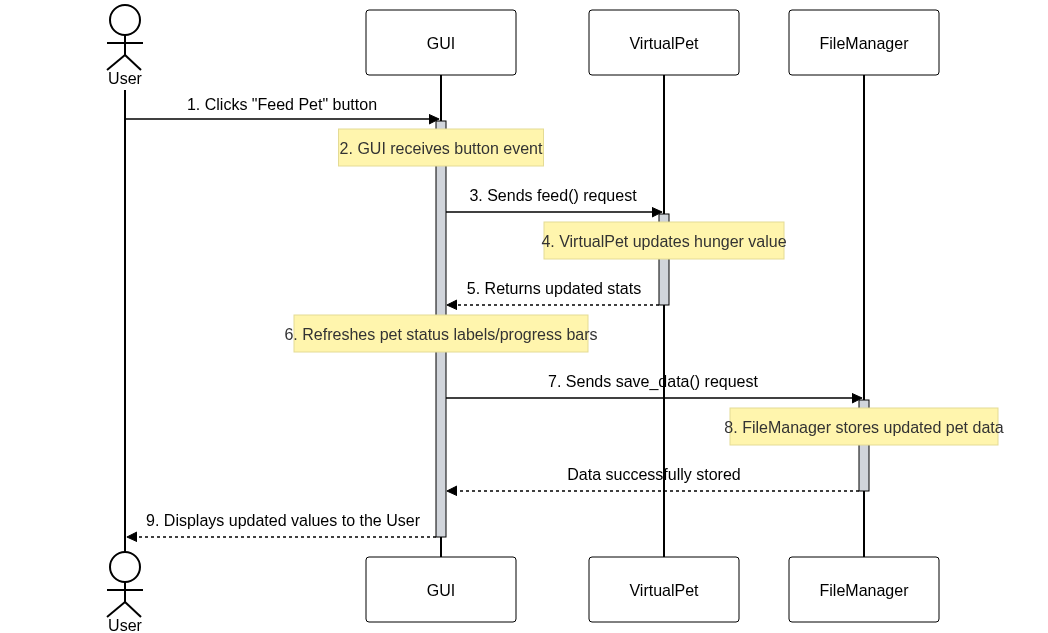 User
GUI
VirtualPet
FileManager
1. Clicks "Feed Pet" button
2. GUI receives button event
3. Sends feed() request
4. VirtualPet updates hunger value
5. Returns updated stats
6. Refreshes pet status labels/progress bars
7. Sends save_data() request
8. FileManager stores updated pet data
Data successfully stored
9. Displays updated values to the User
GUI
VirtualPet
FileManager
User